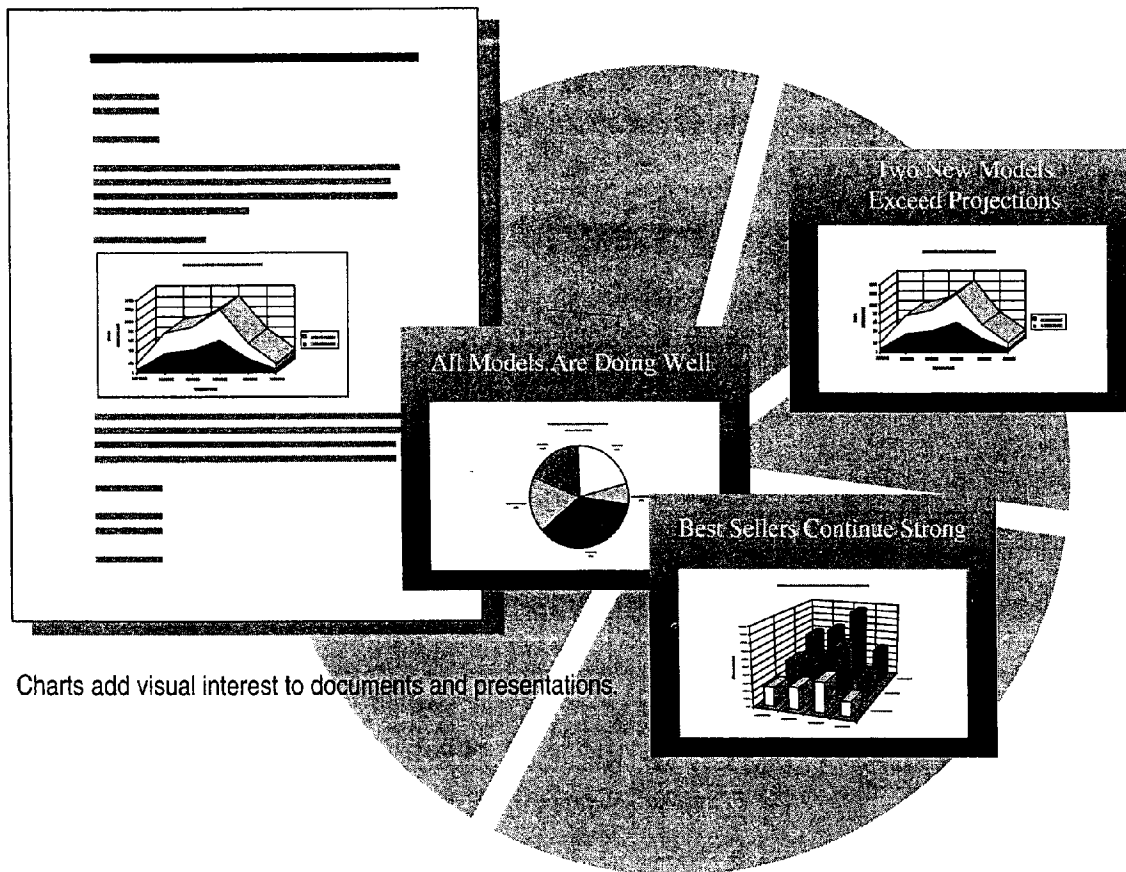 Two New Models
Exceed Projections
All Models Are Doing Well
Best Sellers Continue Strong
Charts add visual interest to documents and presentations.